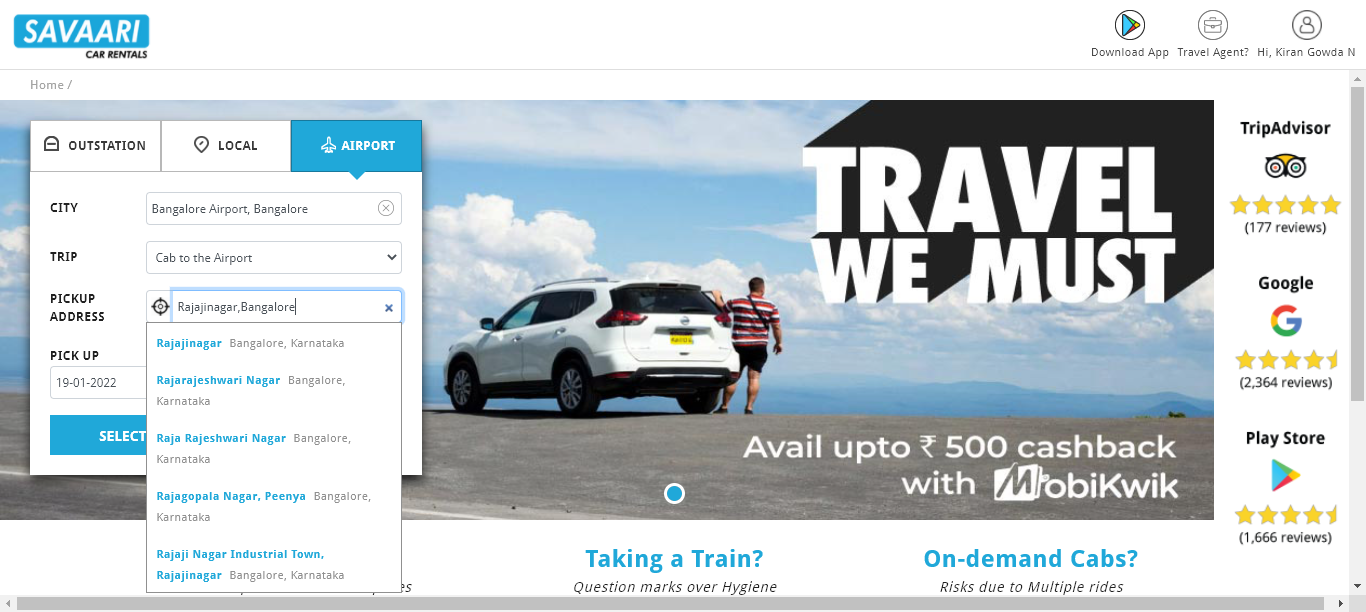 SAVAARI
CAR RENTALS
Download App
Travel Agent?
Hi, Kiran Gowda N
Home /
OUTSTATION
LOCAL
AIRPORT
CITY
Bangalore Airport, Bangalore
TRIP
Cab to the Airport
PICKUP
ADDRESS
Rajajinagar,Bangalore
Rajajinagar Bangalore, Karnataka
Rajarajeshwari Nagar Bangalore,
Karnataka
Raja Rajeshwari Nagar Bangalore,
Karnataka
Rajagopala Nagar, Peenya Bangalore,
Karnataka
Rajaji Nagar Industrial Town,
Rajajinagar Bangalore, Karnataka
PICK UP
19-01-2022
SELECT
TRAVEL
WE MUST
Avail upto ₹ 500 cashback
with MobiKwik
TripAdvisor
(177 reviews)
Google
(2,364 reviews)
Play Store
(1,666 reviews)
Taking a Train?
Question marks over Hygiene
On-demand Cabs?
Risks due to Multiple rides